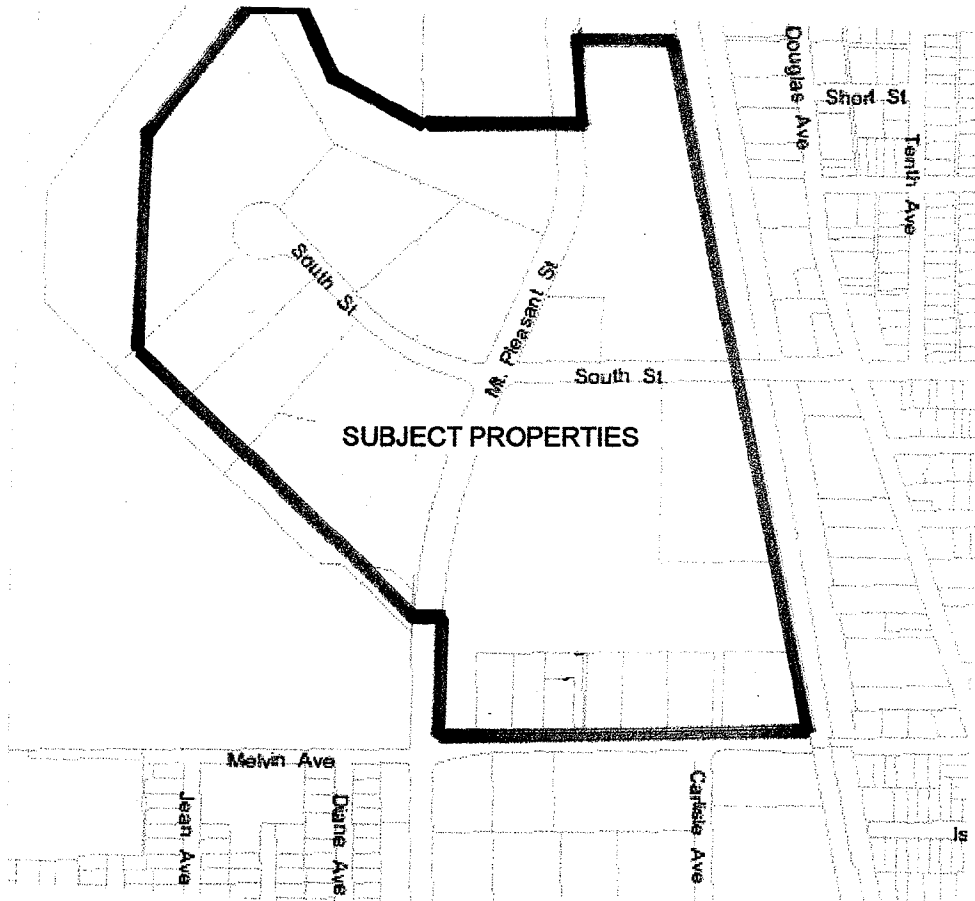 Douglas Ave
Short St
Tenth Ave
South St
Mt. Pleasant St
South St
SUBJECT PROPERTIES
Melvin Ave
Jean Ave
Diane Ave
Carlisle Ave
Is